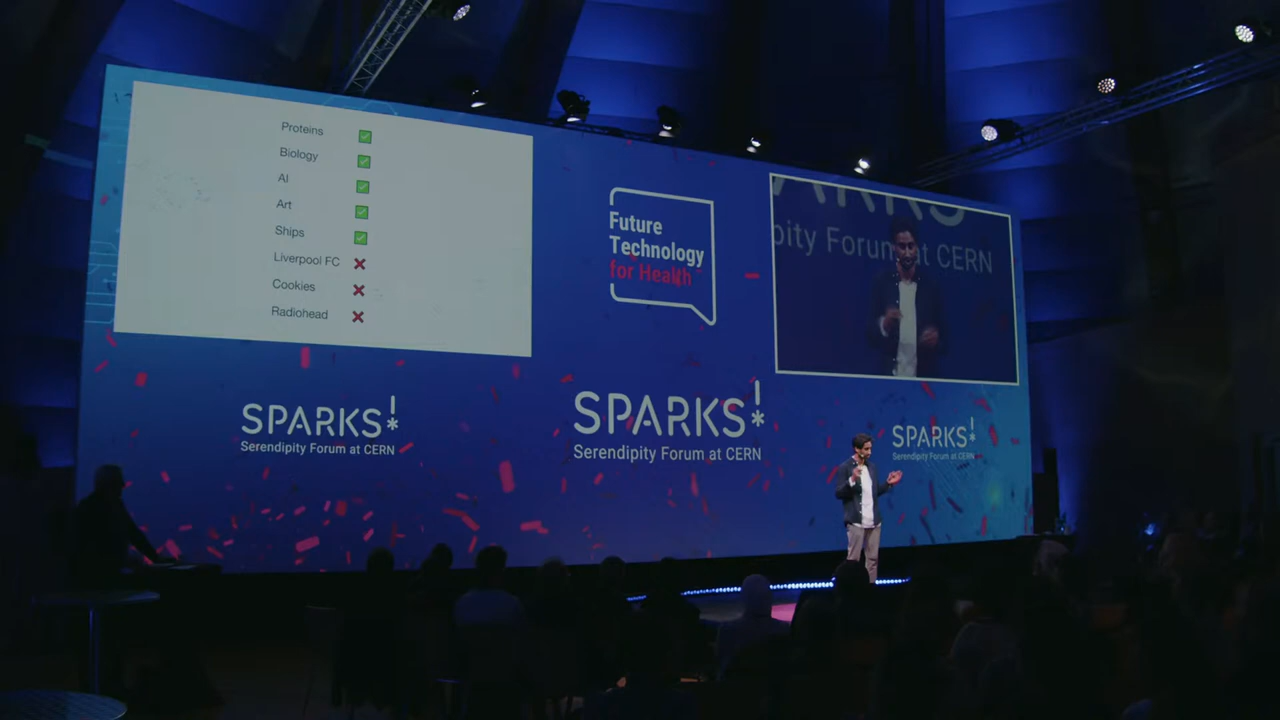 Proteins ✅
Biology ✅
AI ✅
Art ✅
Ships ✅
Liverpool FC ❌
Cookies ❌
Radiohead ❌
Future
Technology
for Health
ARKS
pity Forum at CERN
SPARKS!*
Serendipity Forum at CERN
SPARKS!*
Serendipity Forum at CERN
SPARKS!*
Serendipity Forum at CERN